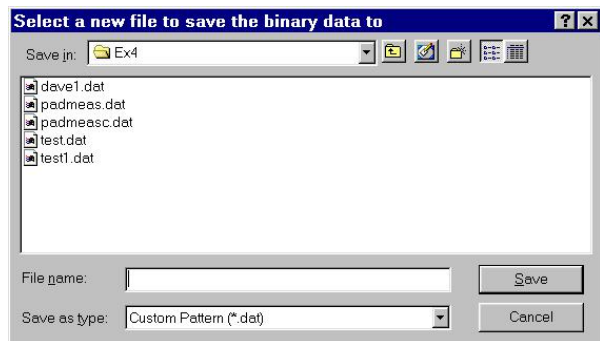 Select a new file to save the binary data to
Save in: Ex4
dave1.dat
padmeas.dat
padmeasc.dat
test.dat
test1.dat
File name: Save
Save as type: Custom Pattern (*.dat) Cancel